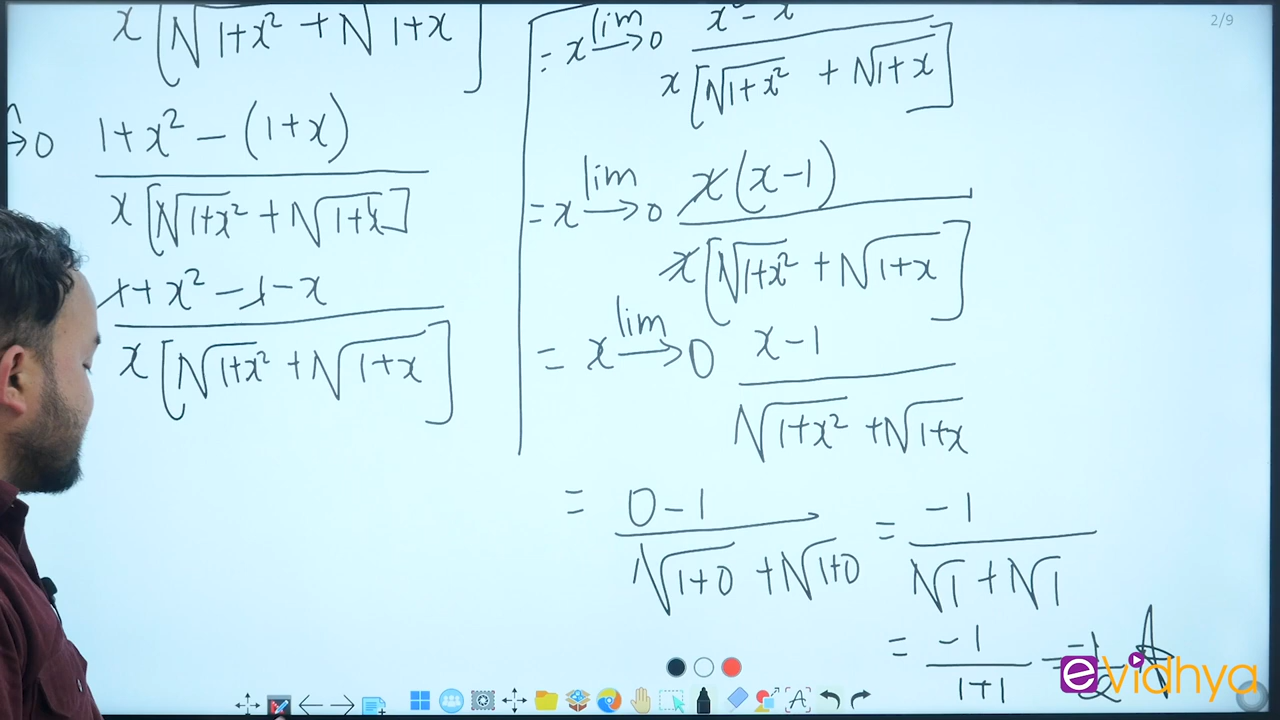 x[√1+x² + √1+x]
→0 1+x² - (1+x)
x[√1+x² + √1+x]
1+x² - 1 - x
x[√1+x² + √1+x]
= lim x→0 x² - x
x[√1+x² + √1+x]
= lim x→0 x(x-1)
x[√1+x² + √1+x]
= lim x→0 x-1
√1+x² + √1+x
= 0-1
√1+0 + √1+0
= -1
√1 + √1
= -1
1+1
2/9
eVidhya